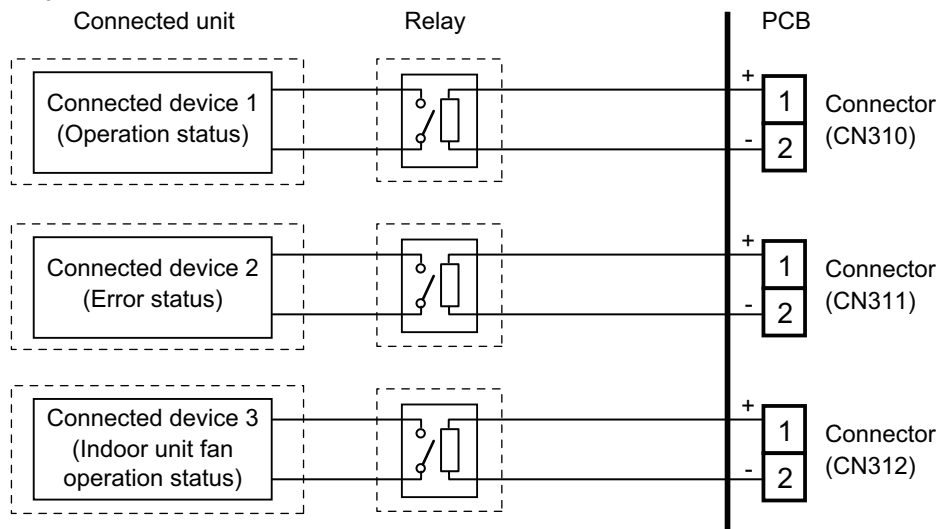 Connected unit
Relay
PCB
Connected device 1
(Operation status)
+
1
-
2
Connector
(CN310)
Connected device 2
(Error status)
+
1
-
2
Connector
(CN311)
Connected device 3
(Indoor unit fan
operation status)
+
1
-
2
Connector
(CN312)